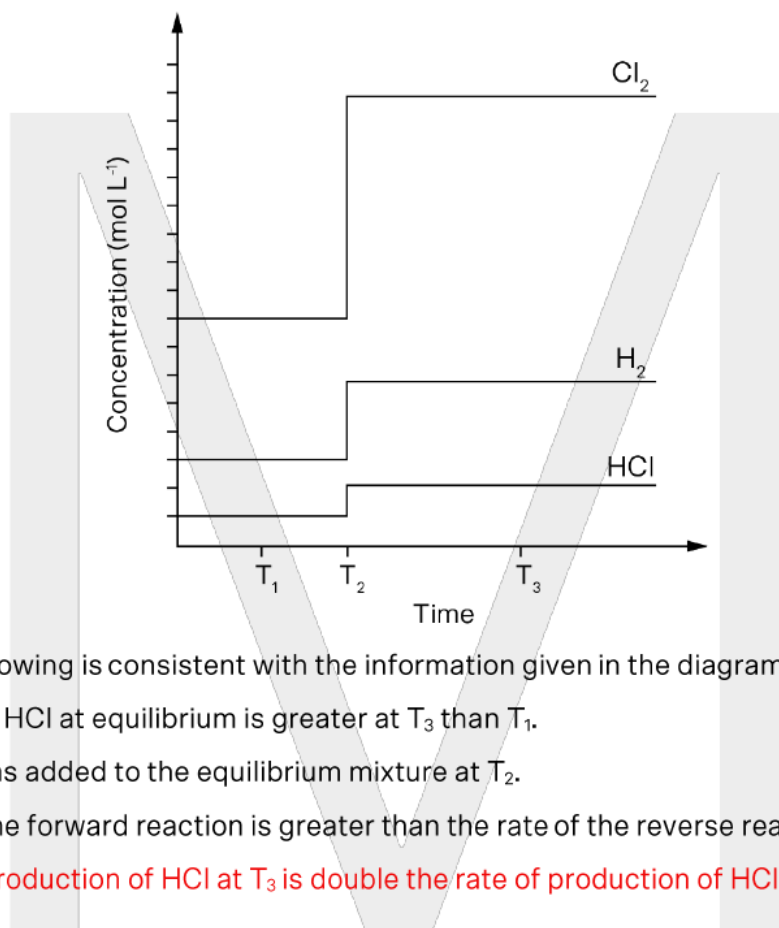 Cl₂
Concentration (mol L⁻¹)
H₂
HCl
T₁ T₂ T₃
Time
owing is consistent with the information given in the diagram
HCl at equilibrium is greater at T₃ than T₁.
s added to the equilibrium mixture at T₂.
e forward reaction is greater than the rate of the reverse rea
roduction of HCl at T₃ is double the rate of production of HCl